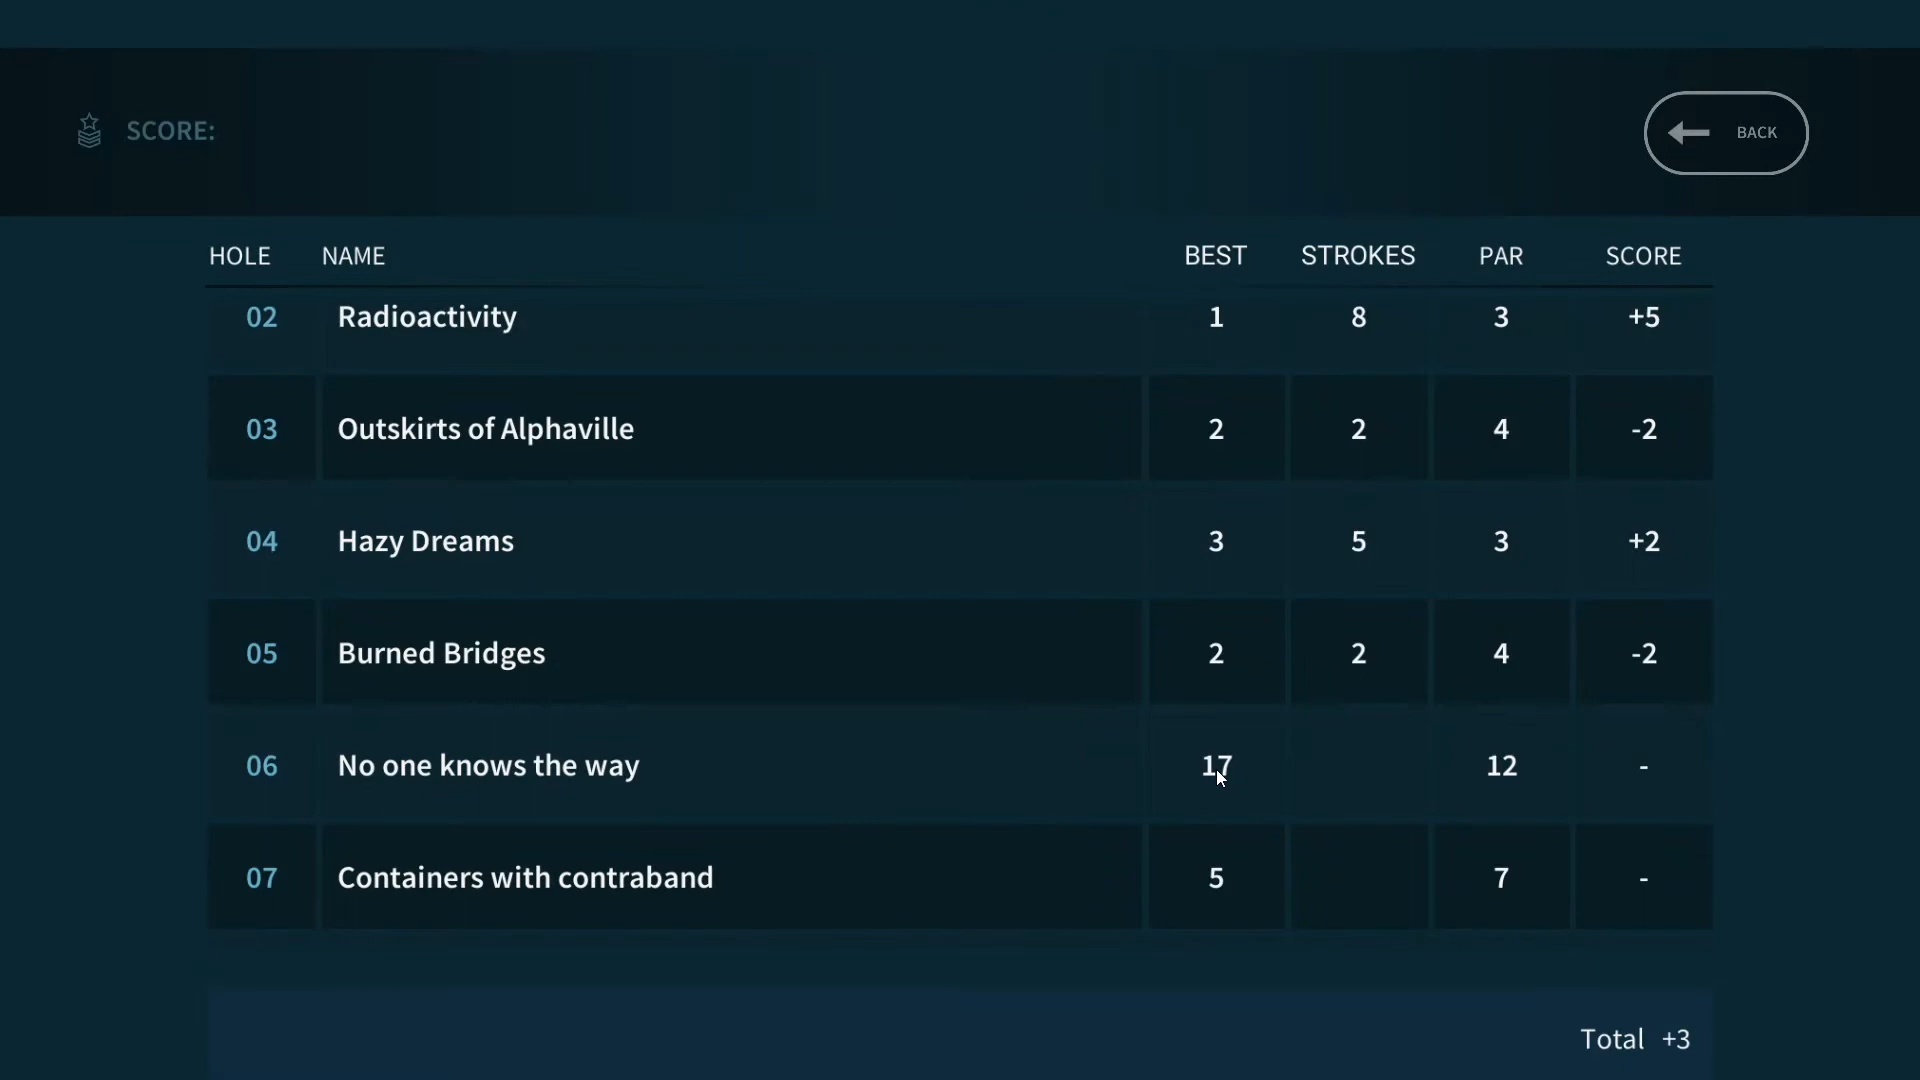 SCORE:
BACK
HOLE NAME BEST STROKES PAR SCORE
02 Radioactivity 1 8 3 +5
03 Outskirts of Alphaville 2 2 4 -2
04 Hazy Dreams 3 5 3 +2
05 Burned Bridges 2 2 4 -2
06 No one knows the way 17 12 -
07 Containers with contraband 5 7 -
Total +3